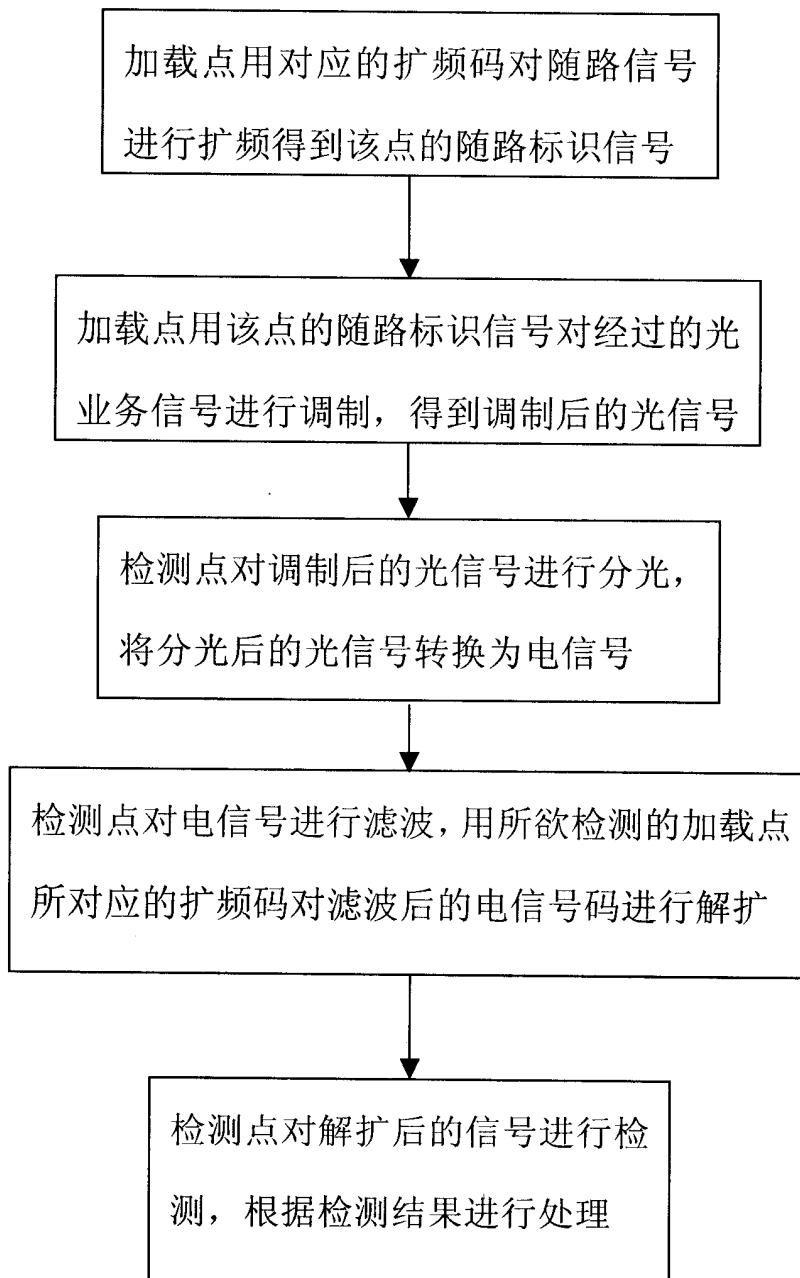 加载点用对应的扩频码对随路信号
进行扩频得到该点的随路标识信号
加载点用该点的随路标识信号对经过的光
业务信号进行调制，得到调制后的光信号
检测点对调制后的光信号进行分光，
将分光后的光信号转换为电信号
检测点对电信号进行滤波，用所欲检测的加载点
所对应的扩频码对滤波后的电信号码进行解扩
检测点对解扩后的信号进行检
测，根据检测结果进行处理